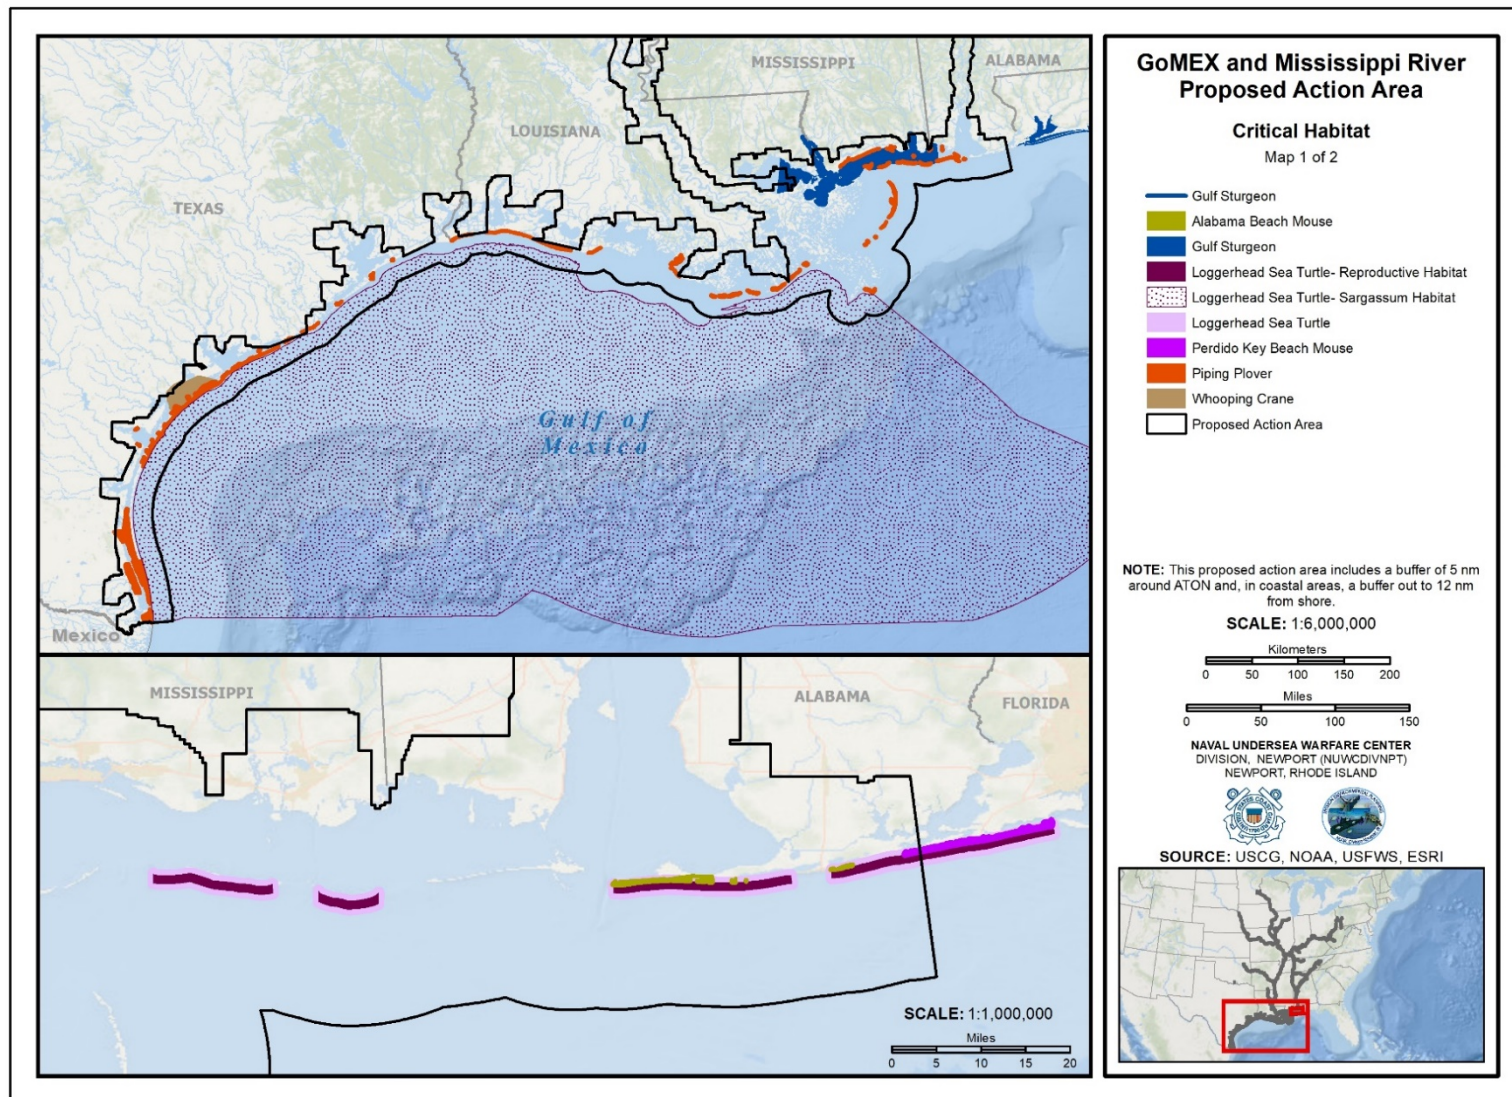 MISSISSIPPI
ALABAMA
LOUISIANA
TEXAS
Gulf of
Mexico
Mexico
MISSISSIPPI
ALABAMA
FLORIDA
SCALE: 1:1,000,000
Miles
0 5 10 15 20
GoMEX and Mississippi River
Proposed Action Area
Critical Habitat
Map 1 of 2
Gulf Sturgeon
Alabama Beach Mouse
Gulf Sturgeon
Loggerhead Sea Turtle- Reproductive Habitat
Loggerhead Sea Turtle- Sargassum Habitat
Loggerhead Sea Turtle
Perdido Key Beach Mouse
Piping Plover
Whooping Crane
Proposed Action Area
NOTE: This proposed action area includes a buffer of 5 nm
around ATON and, in coastal areas, a buffer out to 12 nm
from shore.
SCALE: 1:6,000,000
Kilometers
0 50 100 150 200
Miles
0 50 100 150
NAVAL UNDERSEA WARFARE CENTER
DIVISION, NEWPORT (NUWCDIVNPT)
NEWPORT, RHODE ISLAND
SOURCE: USCG, NOAA, USFWS, ESRI